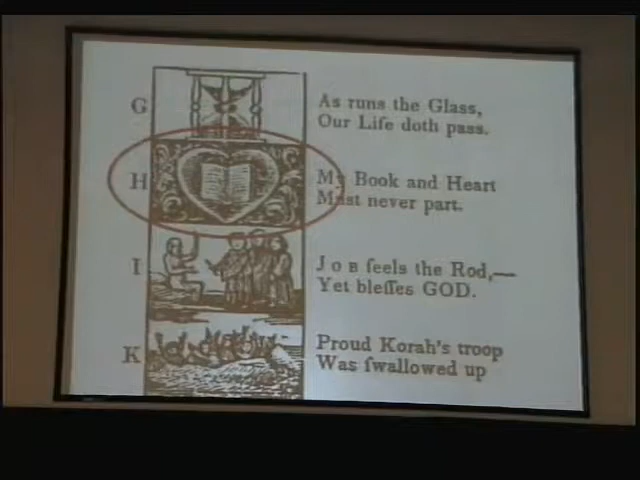 G
As runs the Glass,
Our Life doth pass.
H
My Book and Heart
Must never part.
I
JOB feels the Rod,—
Yet bleſſes GOD.
K
Proud Korah's troop
Was ſwallowed up